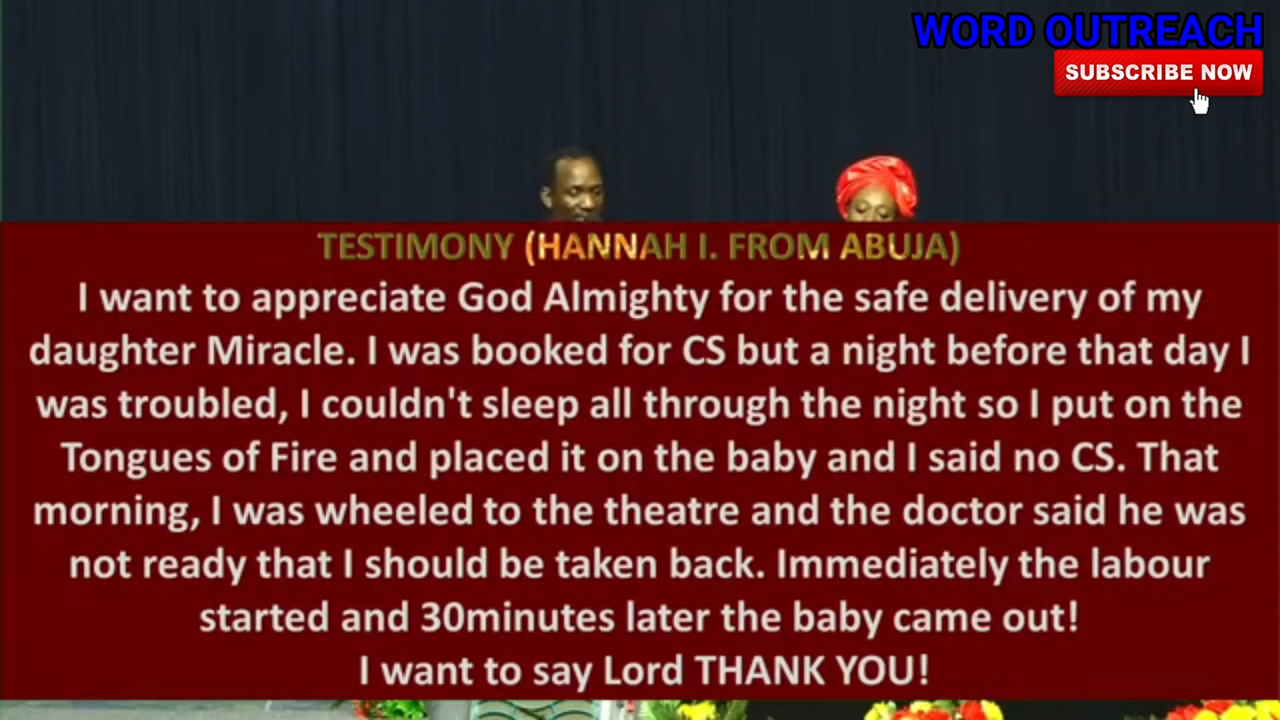 WORD OUTREACH
SUBSCRIBE NOW
TESTIMONY (HANNAH I. FROM ABUJA)
I want to appreciate God Almighty for the safe delivery of my
daughter Miracle. I was booked for CS but a night before that day I
was troubled, I couldn't sleep all through the night so I put on the
Tongues of Fire and placed it on the baby and I said no CS. That
morning, I was wheeled to the theatre and the doctor said he was
not ready that I should be taken back. Immediately the labour
started and 30minutes later the baby came out!
I want to say Lord THANK YOU!